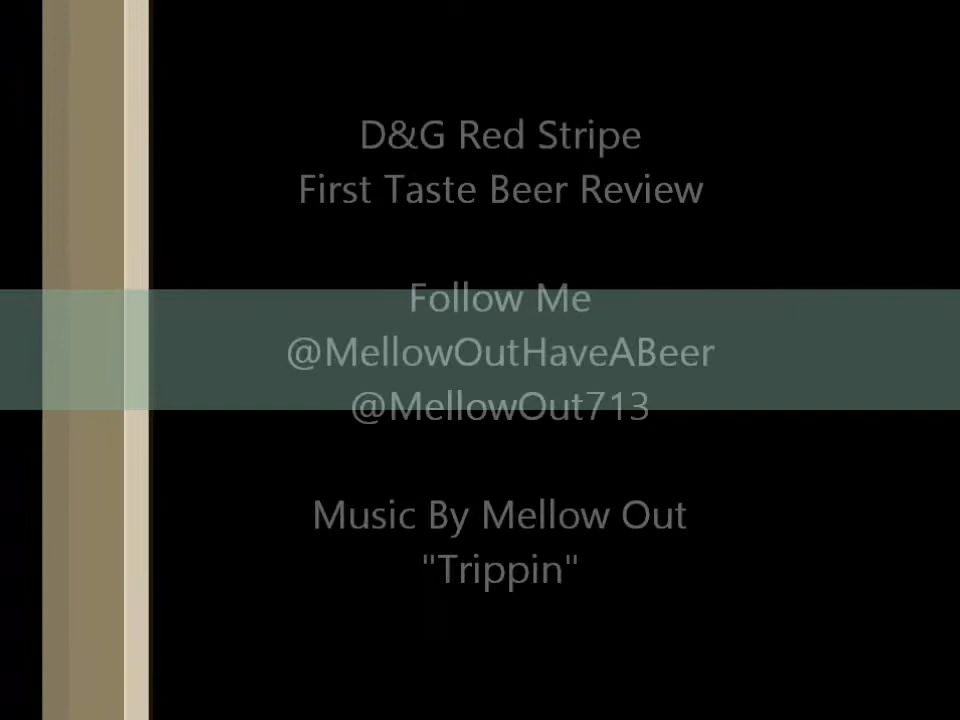 D&G Red Stripe
First Taste Beer Review
Follow Me
@MellowOutHaveABeer
@MellowOut713
Music By Mellow Out
"Trippin"